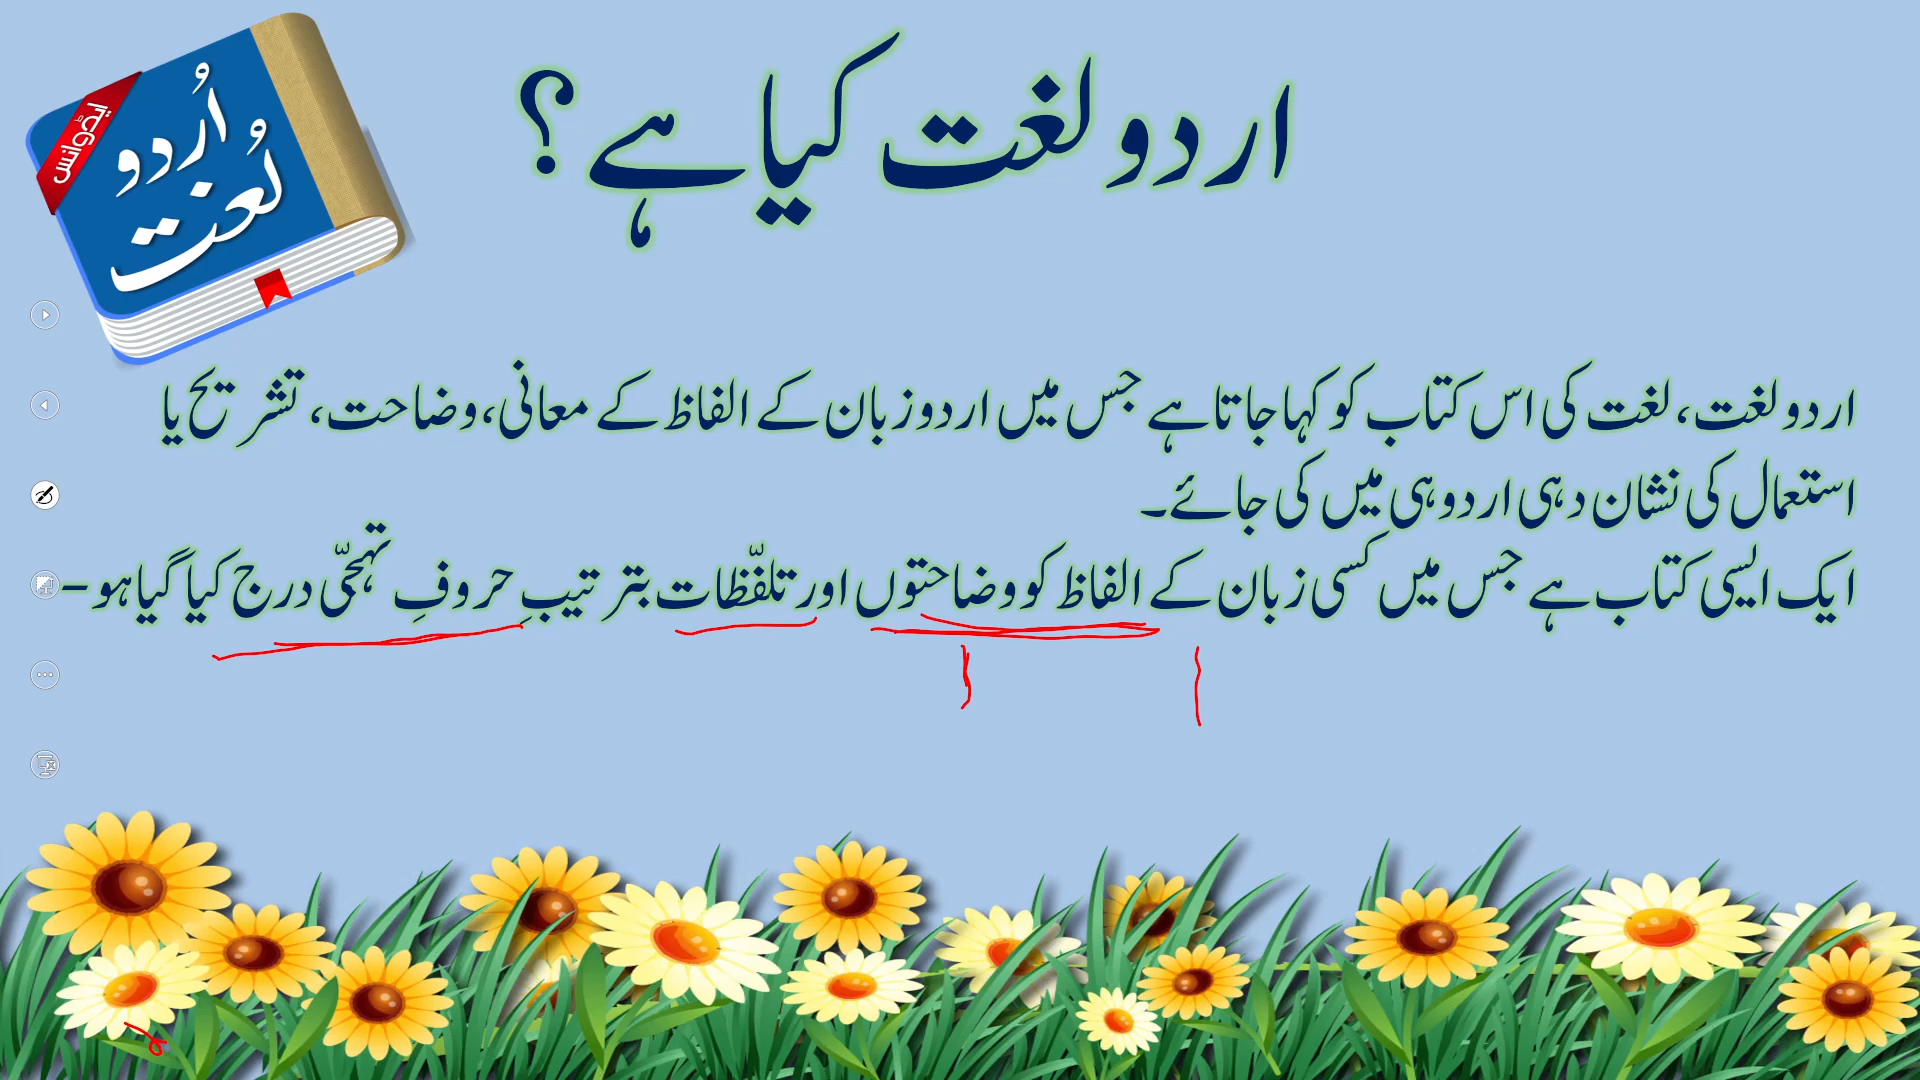 اردو لغت کیا ہے؟
ایڈوانس
اُردو
لُغت
اردو لغت، لغت کی اس کتاب کو کہا جاتا ہے جس میں اردو زبان کے الفاظ کے معانی، وضاحت، تشریح یا
استعمال کی نشان دہی اردو ہی میں کی جائے۔
ایک ایسی کتاب ہے جس میں کسی زبان کے الفاظ کو وضاحتوں اور تلفّظات بترتیبِ حروفِ تہجّی درج کیا گیا ہو-